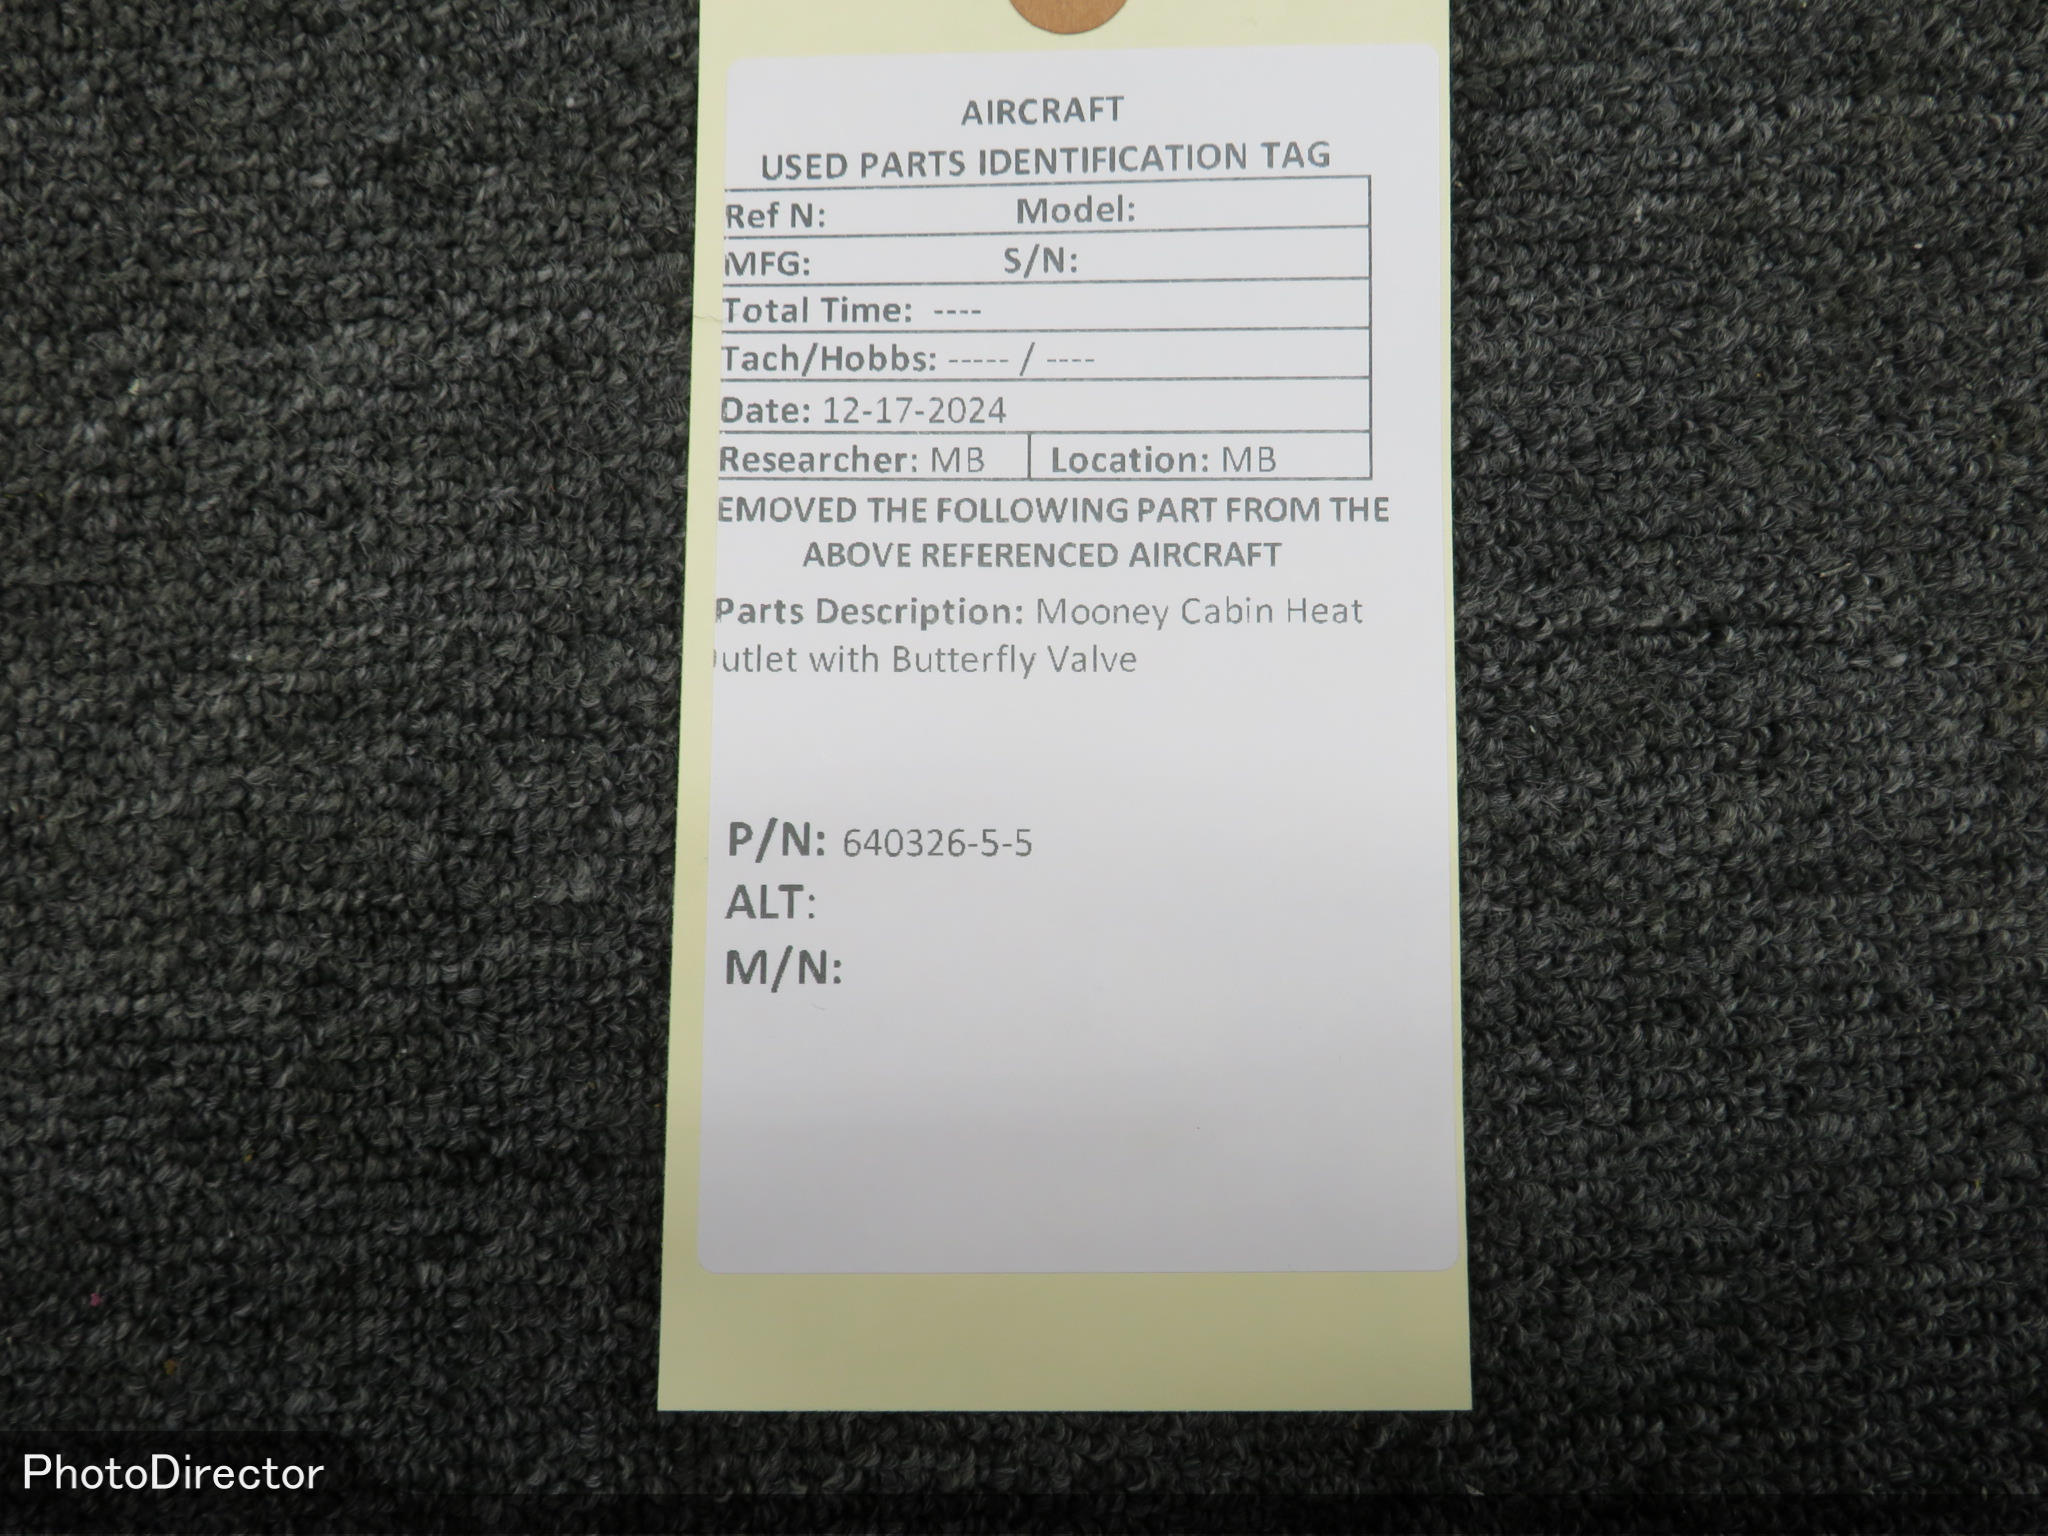 AIRCRAFT
USED PARTS IDENTIFICATION TAG
Ref N: Model:
MFG: S/N:
Total Time: ----
Tach/Hobbs: ----- / ----
Date: 12-17-2024
Researcher: MB Location: MB
EMOVED THE FOLLOWING PART FROM THE
ABOVE REFERENCED AIRCRAFT
Parts Description: Mooney Cabin Heat
utlet with Butterfly Valve
P/N: 640326-5-5
ALT:
M/N:
PhotoDirector